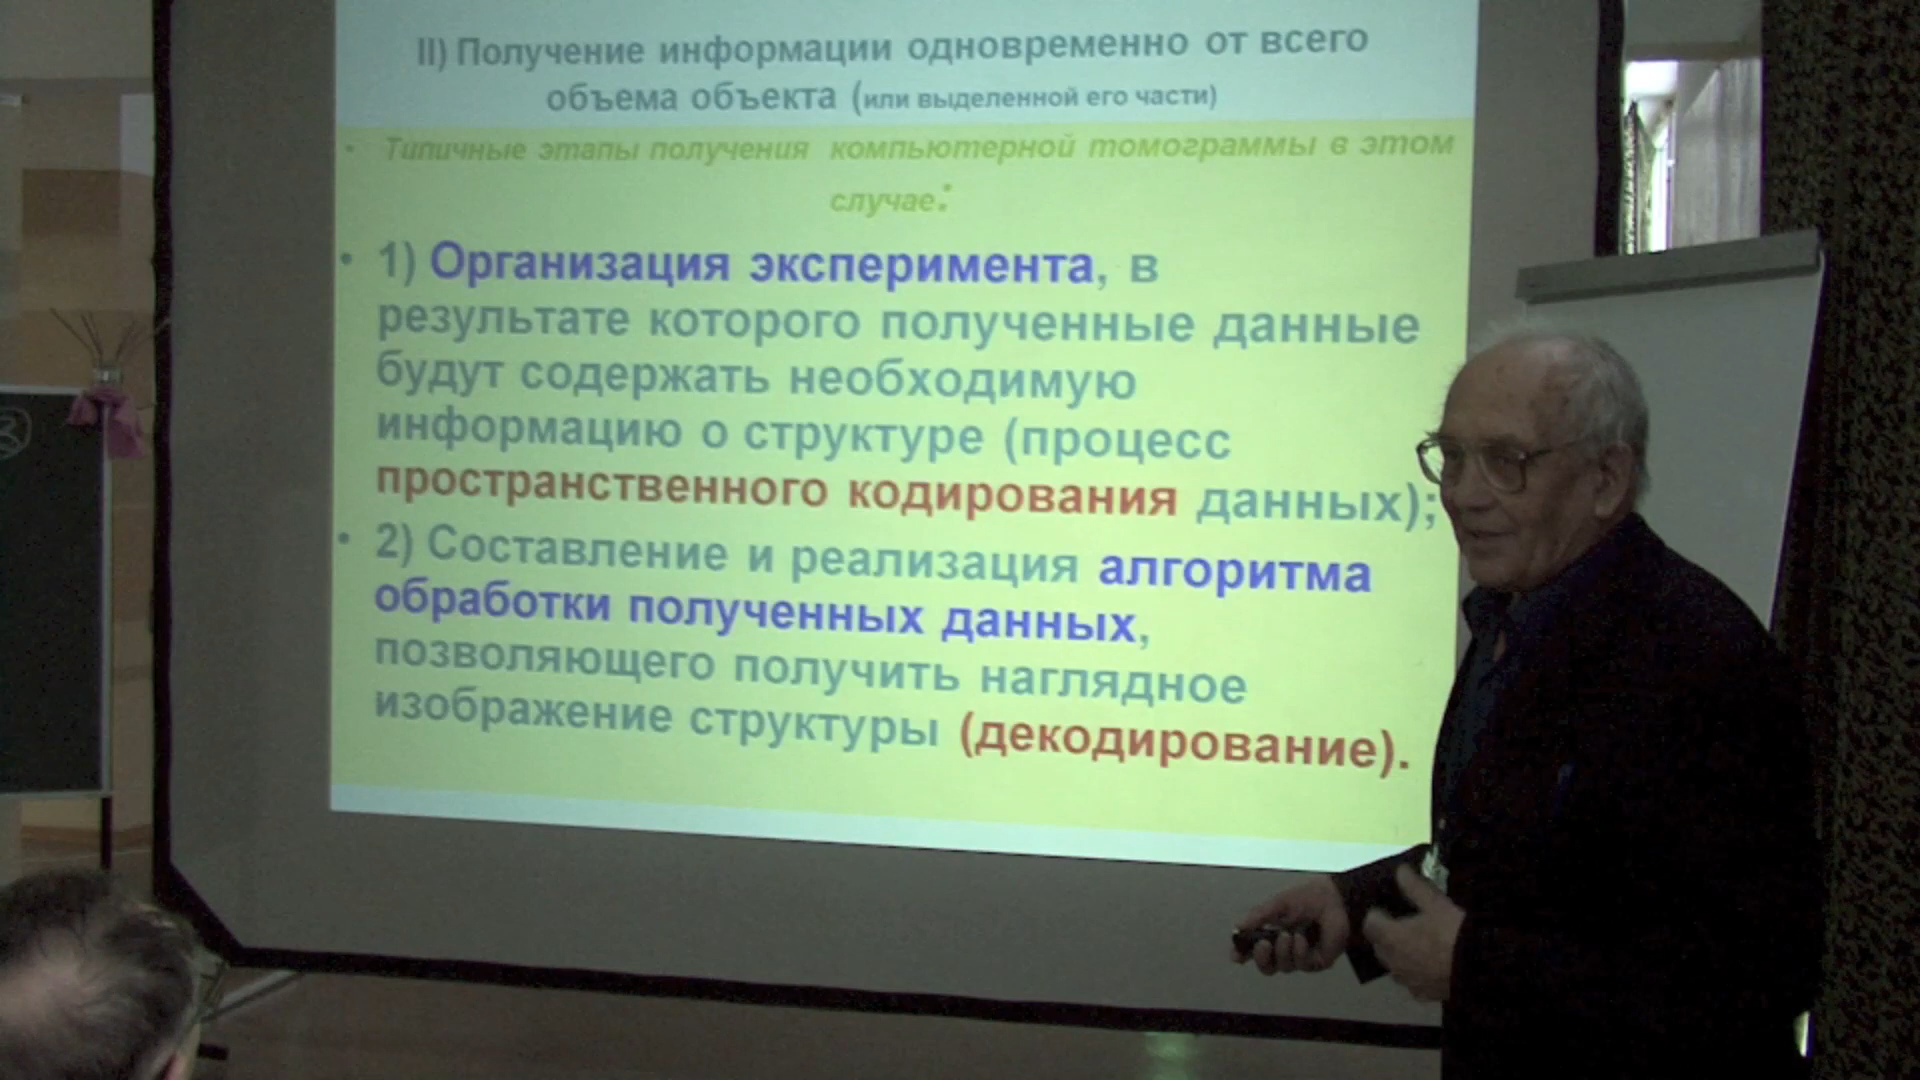 II) Получение информации одновременно от всего
объема объекта (или выделенной его части)
• Типичные этапы получения компьютерной томограммы в этом
случае:
• 1) Организация эксперимента, в
результате которого полученные данные
будут содержать необходимую
информацию о структуре (процесс
пространственного кодирования данных);
• 2) Составление и реализация алгоритма
обработки полученных данных,
позволяющего получить наглядное
изображение структуры (декодирование).